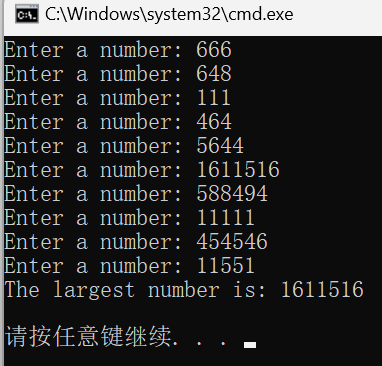 C:\Windows\system32\cmd.exe
Enter a number: 666
Enter a number: 648
Enter a number: 111
Enter a number: 464
Enter a number: 5644
Enter a number: 1611516
Enter a number: 588494
Enter a number: 11111
Enter a number: 454546
Enter a number: 11551
The largest number is: 1611516
请按任意键继续. . .